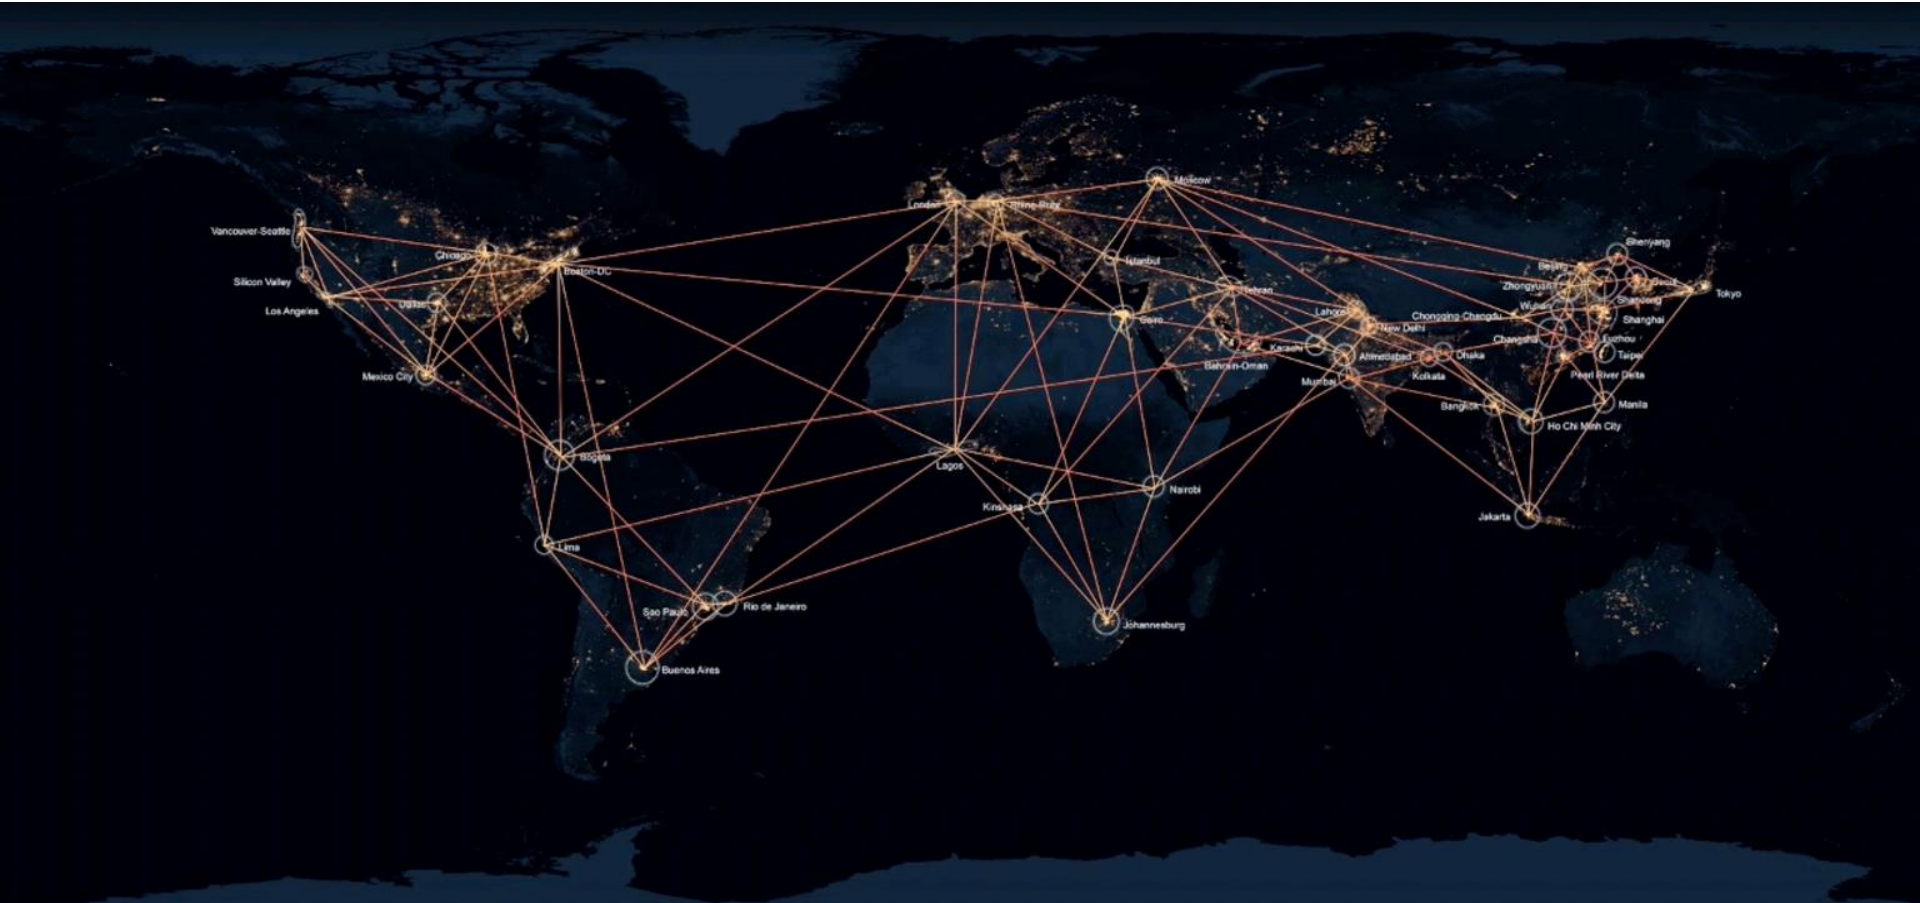 Moscow
London
Rhine-Ruhr
Vancouver-Seattle
Chicago
Boston-DC
Istanbul
Shenyang
Beijing
Silicon Valley
Tehran
Zhongyuan
Seoul
Tokyo
Los Angeles
Dallas
Shandong
Wuhan
Lahore
Chongqing-Chengdu
Cairo
Shanghai
New Delhi
Changsha
Fuzhou
Karachi
Ahmedabad
Dhaka
Taipei
Bahrain-Oman
Mexico City
Mumbai
Kolkata
Pearl River Delta
Bangkok
Manila
Ho Chi Minh City
Bogota
Lagos
Nairobi
Kinshasa
Jakarta
Lima
Sao Paulo
Rio de Janeiro
Johannesburg
Buenos Aires